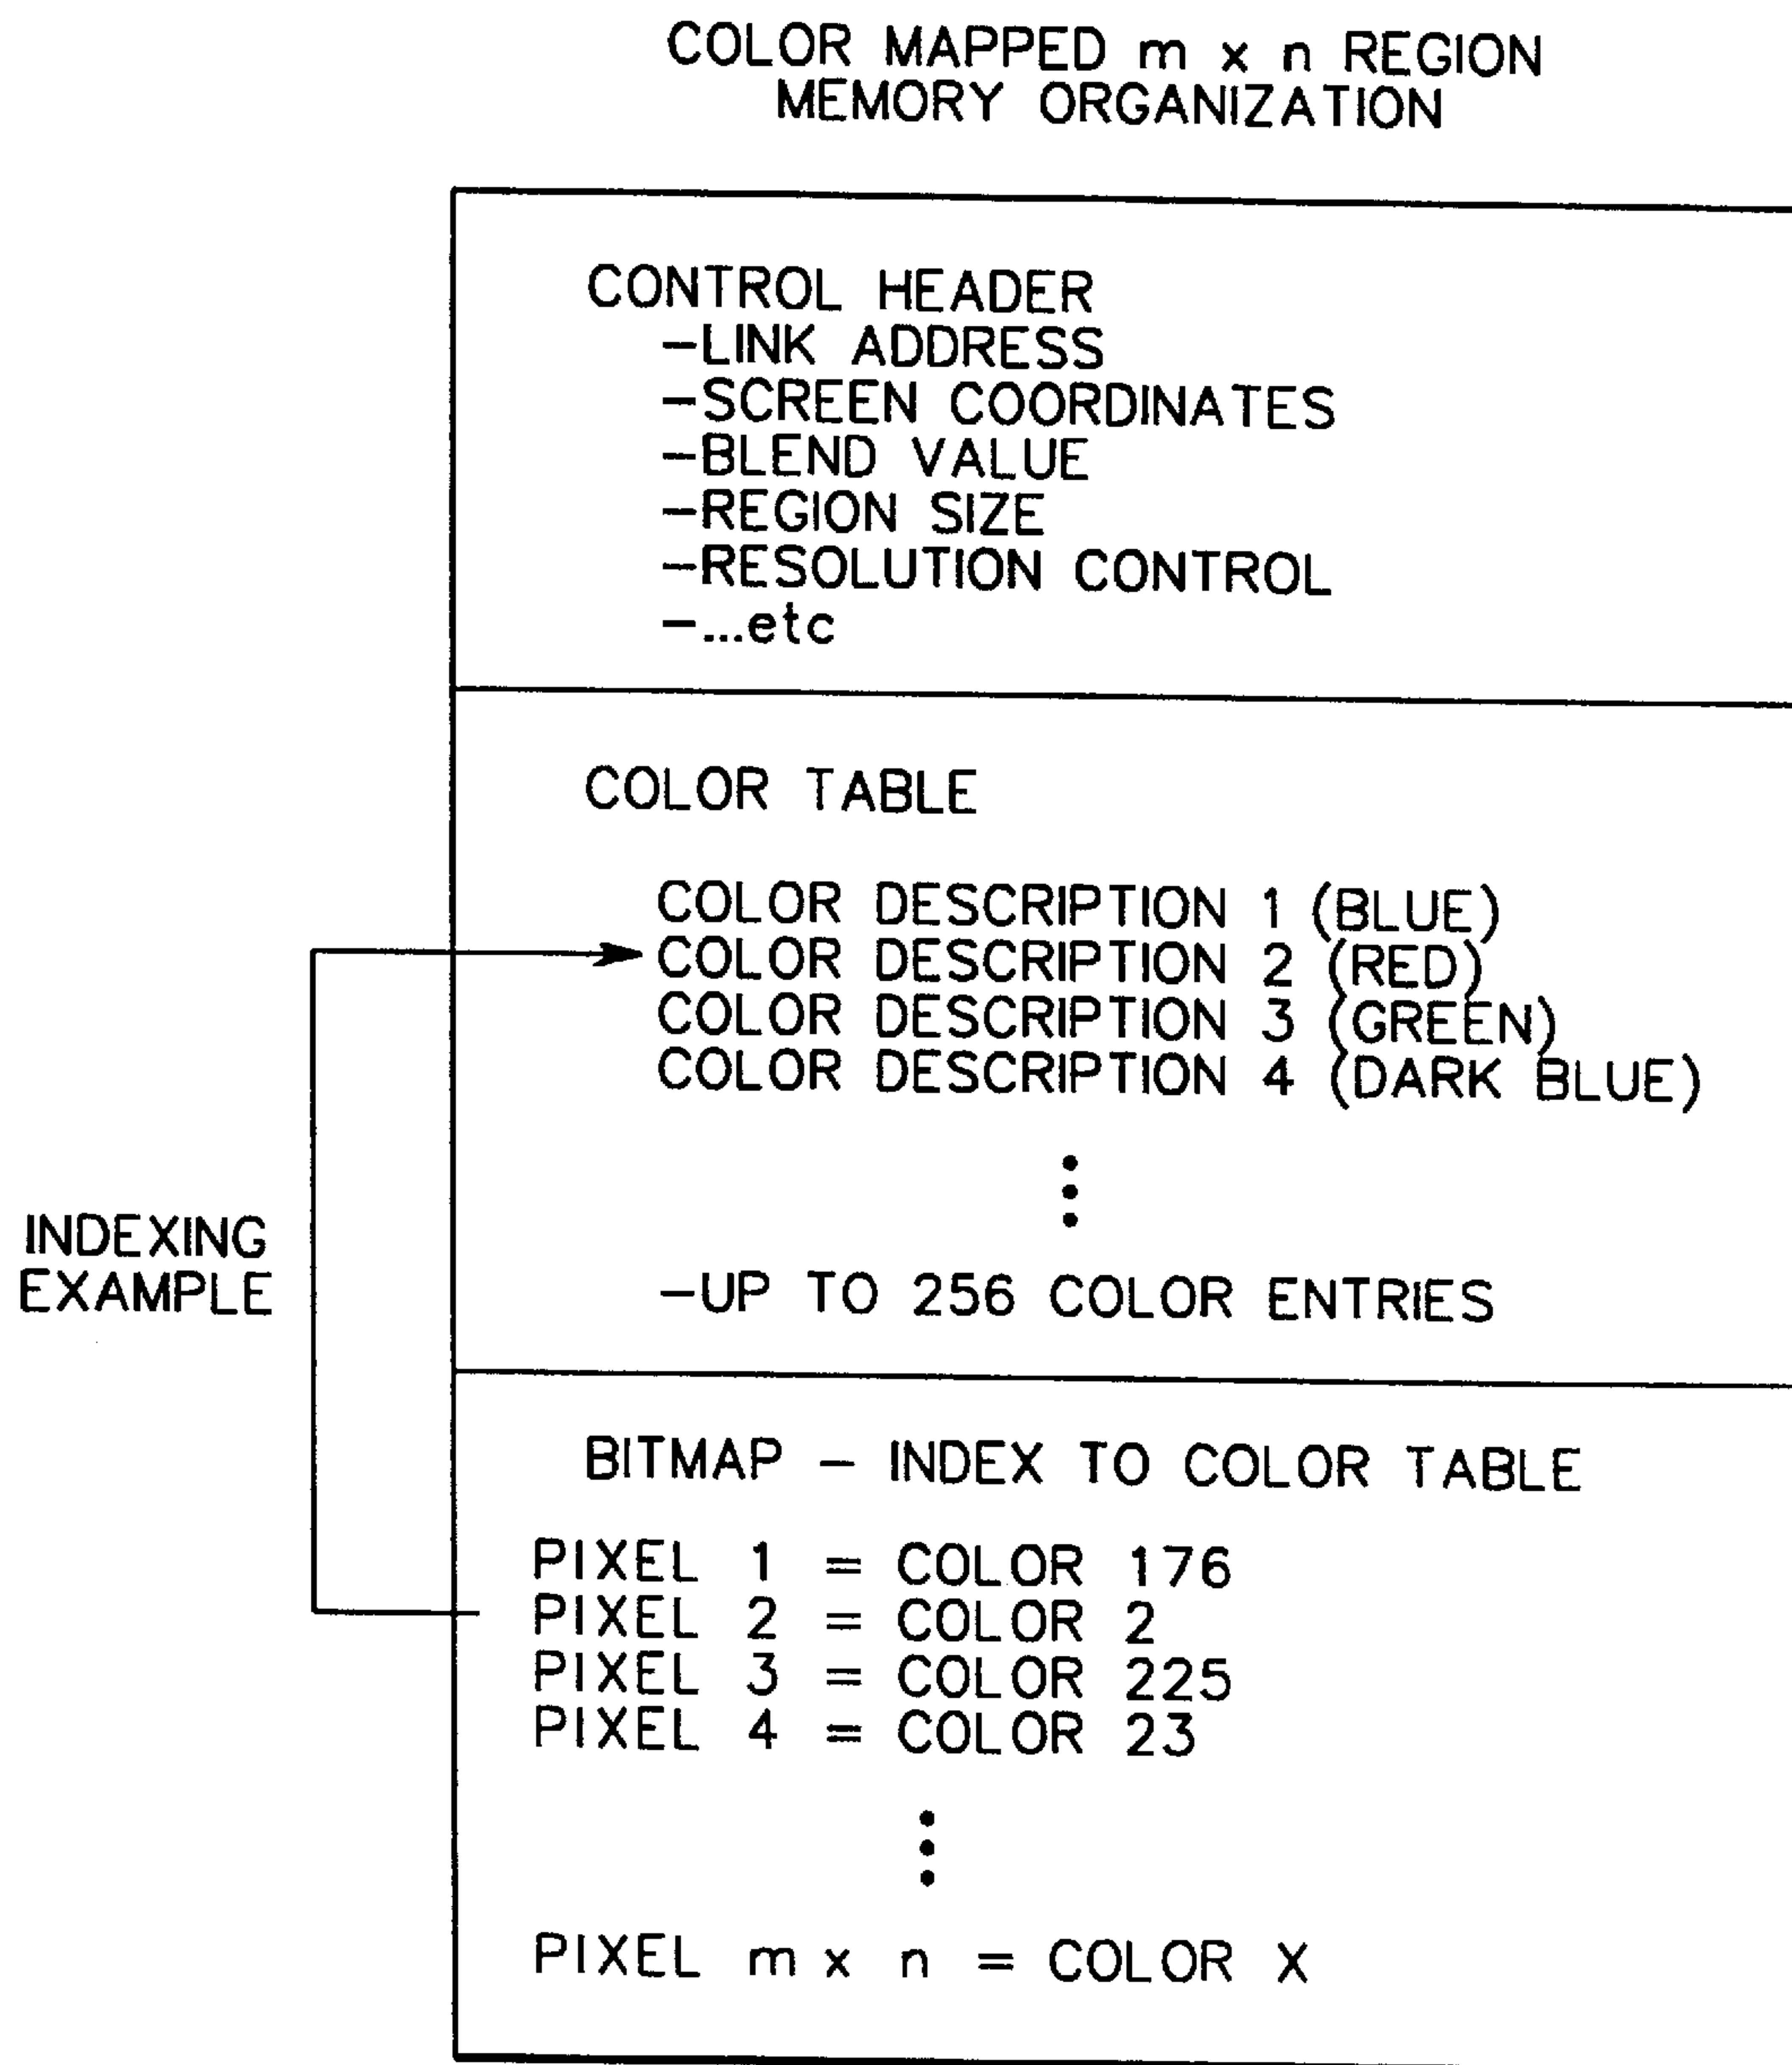 COLOR MAPPED m x n REGION
MEMORY ORGANIZATION
CONTROL HEADER
-LINK ADDRESS
-SCREEN COORDINATES
-BLEND VALUE
-REGION SIZE
-RESOLUTION CONTROL
-...etc
COLOR TABLE
COLOR DESCRIPTION 1 (BLUE)
COLOR DESCRIPTION 2 (RED)
COLOR DESCRIPTION 3 (GREEN)
COLOR DESCRIPTION 4 (DARK BLUE)
INDEXING
EXAMPLE
-UP TO 256 COLOR ENTRIES
BITMAP - INDEX TO COLOR TABLE
PIXEL 1 = COLOR 176
PIXEL 2 = COLOR 2
PIXEL 3 = COLOR 225
PIXEL 4 = COLOR 23
PIXEL m x n = COLOR X